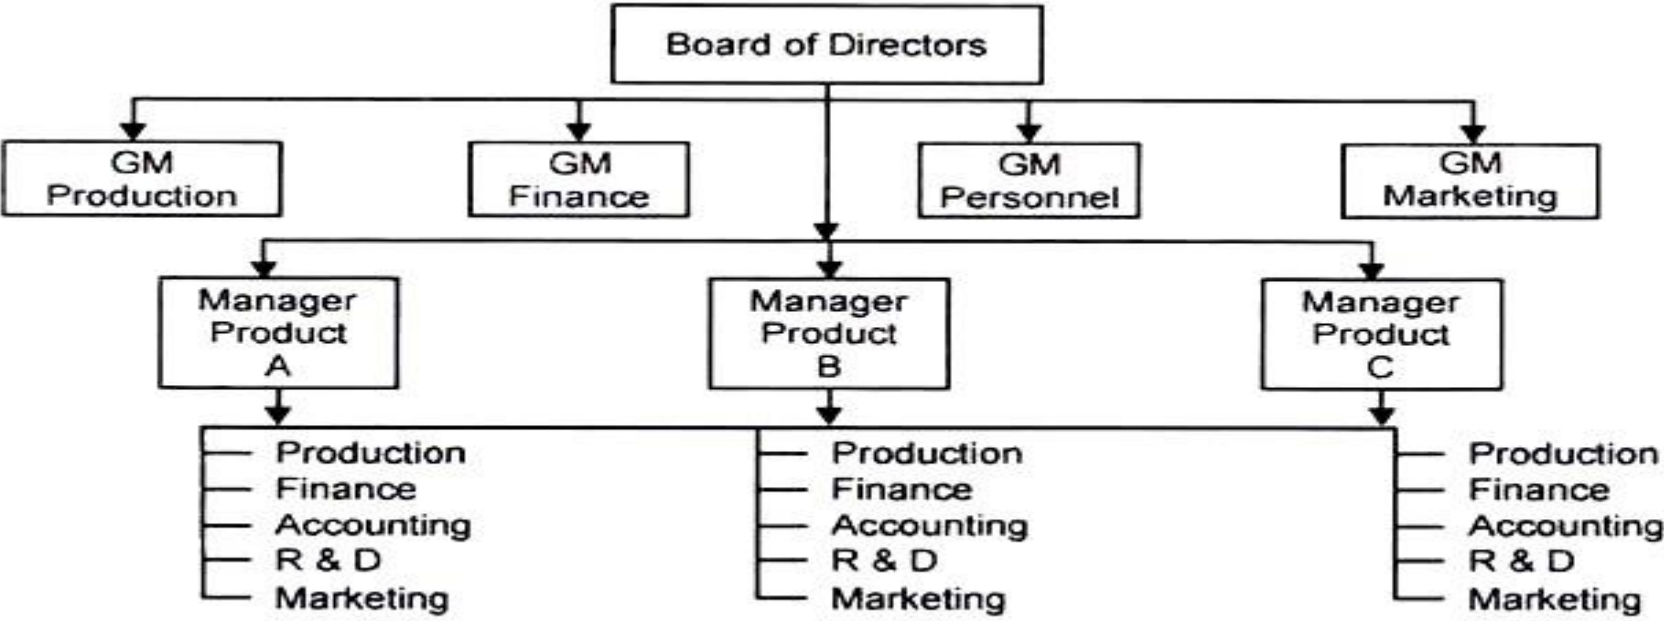 Board of Directors
GM
Production
GM
Finance
GM
Personnel
GM
Marketing
Manager
Product
A
Manager
Product
B
Manager
Product
C
Production
Finance
Accounting
R & D
Marketing
Production
Finance
Accounting
R & D
Marketing
Production
Finance
Accounting
R & D
Marketing